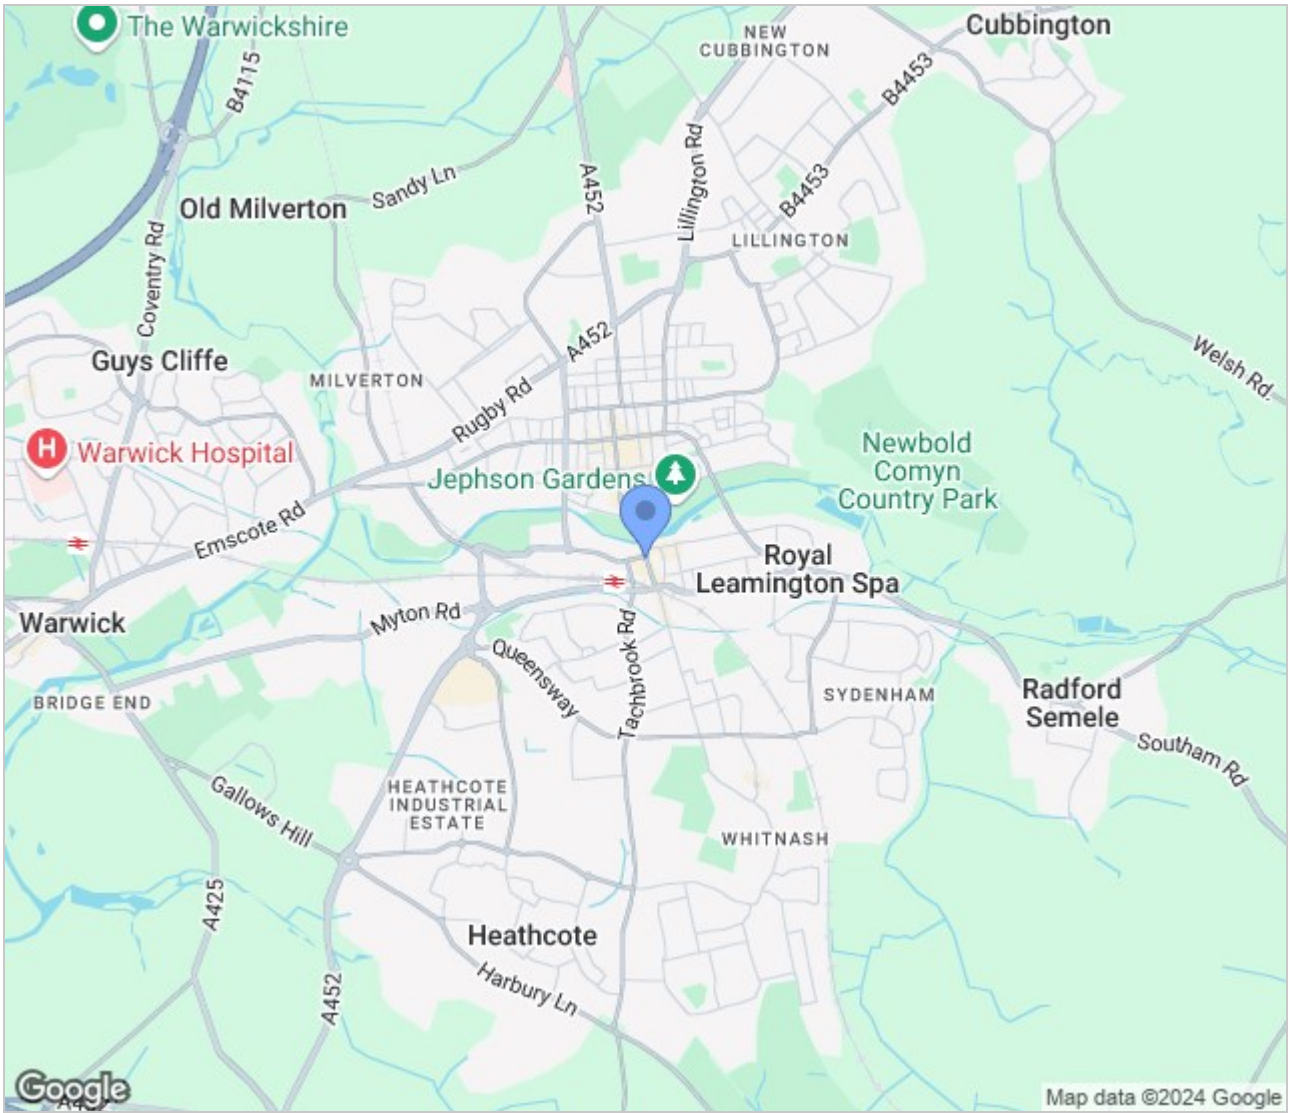 The Warwickshire
B4115
NEW
CUBBINGTON
Cubbington
B4453
Sandy Ln
A452
Lillington Rd
B4453
Old Milverton
LILLINGTON
Coventry Rd
A452
Guys Cliffe
MILVERTON
Rugby Rd
Welsh Rd.
H
Warwick Hospital
Jephson Gardens
Newbold
Comyn
Country Park
Emscote Rd
Royal
Leamington Spa
Warwick
Myton Rd
Queensway
Tachbrook Rd
BRIDGE END
SYDENHAM
Radford
Semele
Southam Rd
Gallows Hill
HEATHCOTE
INDUSTRIAL
ESTATE
WHITNASH
A425
Heathcote
Harbury Ln
A452
Google
Map data ©2024 Google